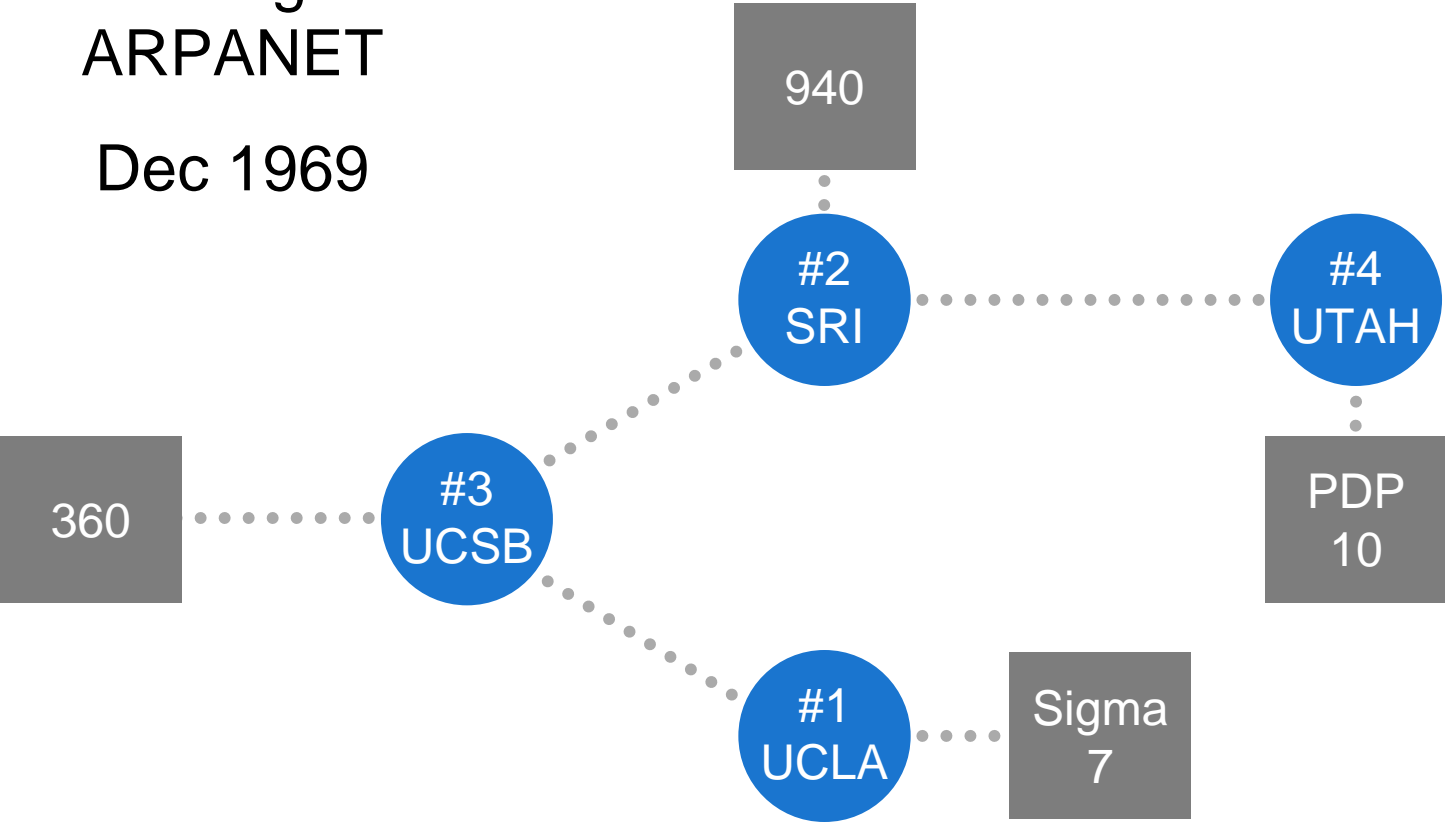 ARPANET
Dec 1969
940
#2
SRI
#4
UTAH
#3
UCSB
360
PDP
10
#1
UCLA
Sigma
7